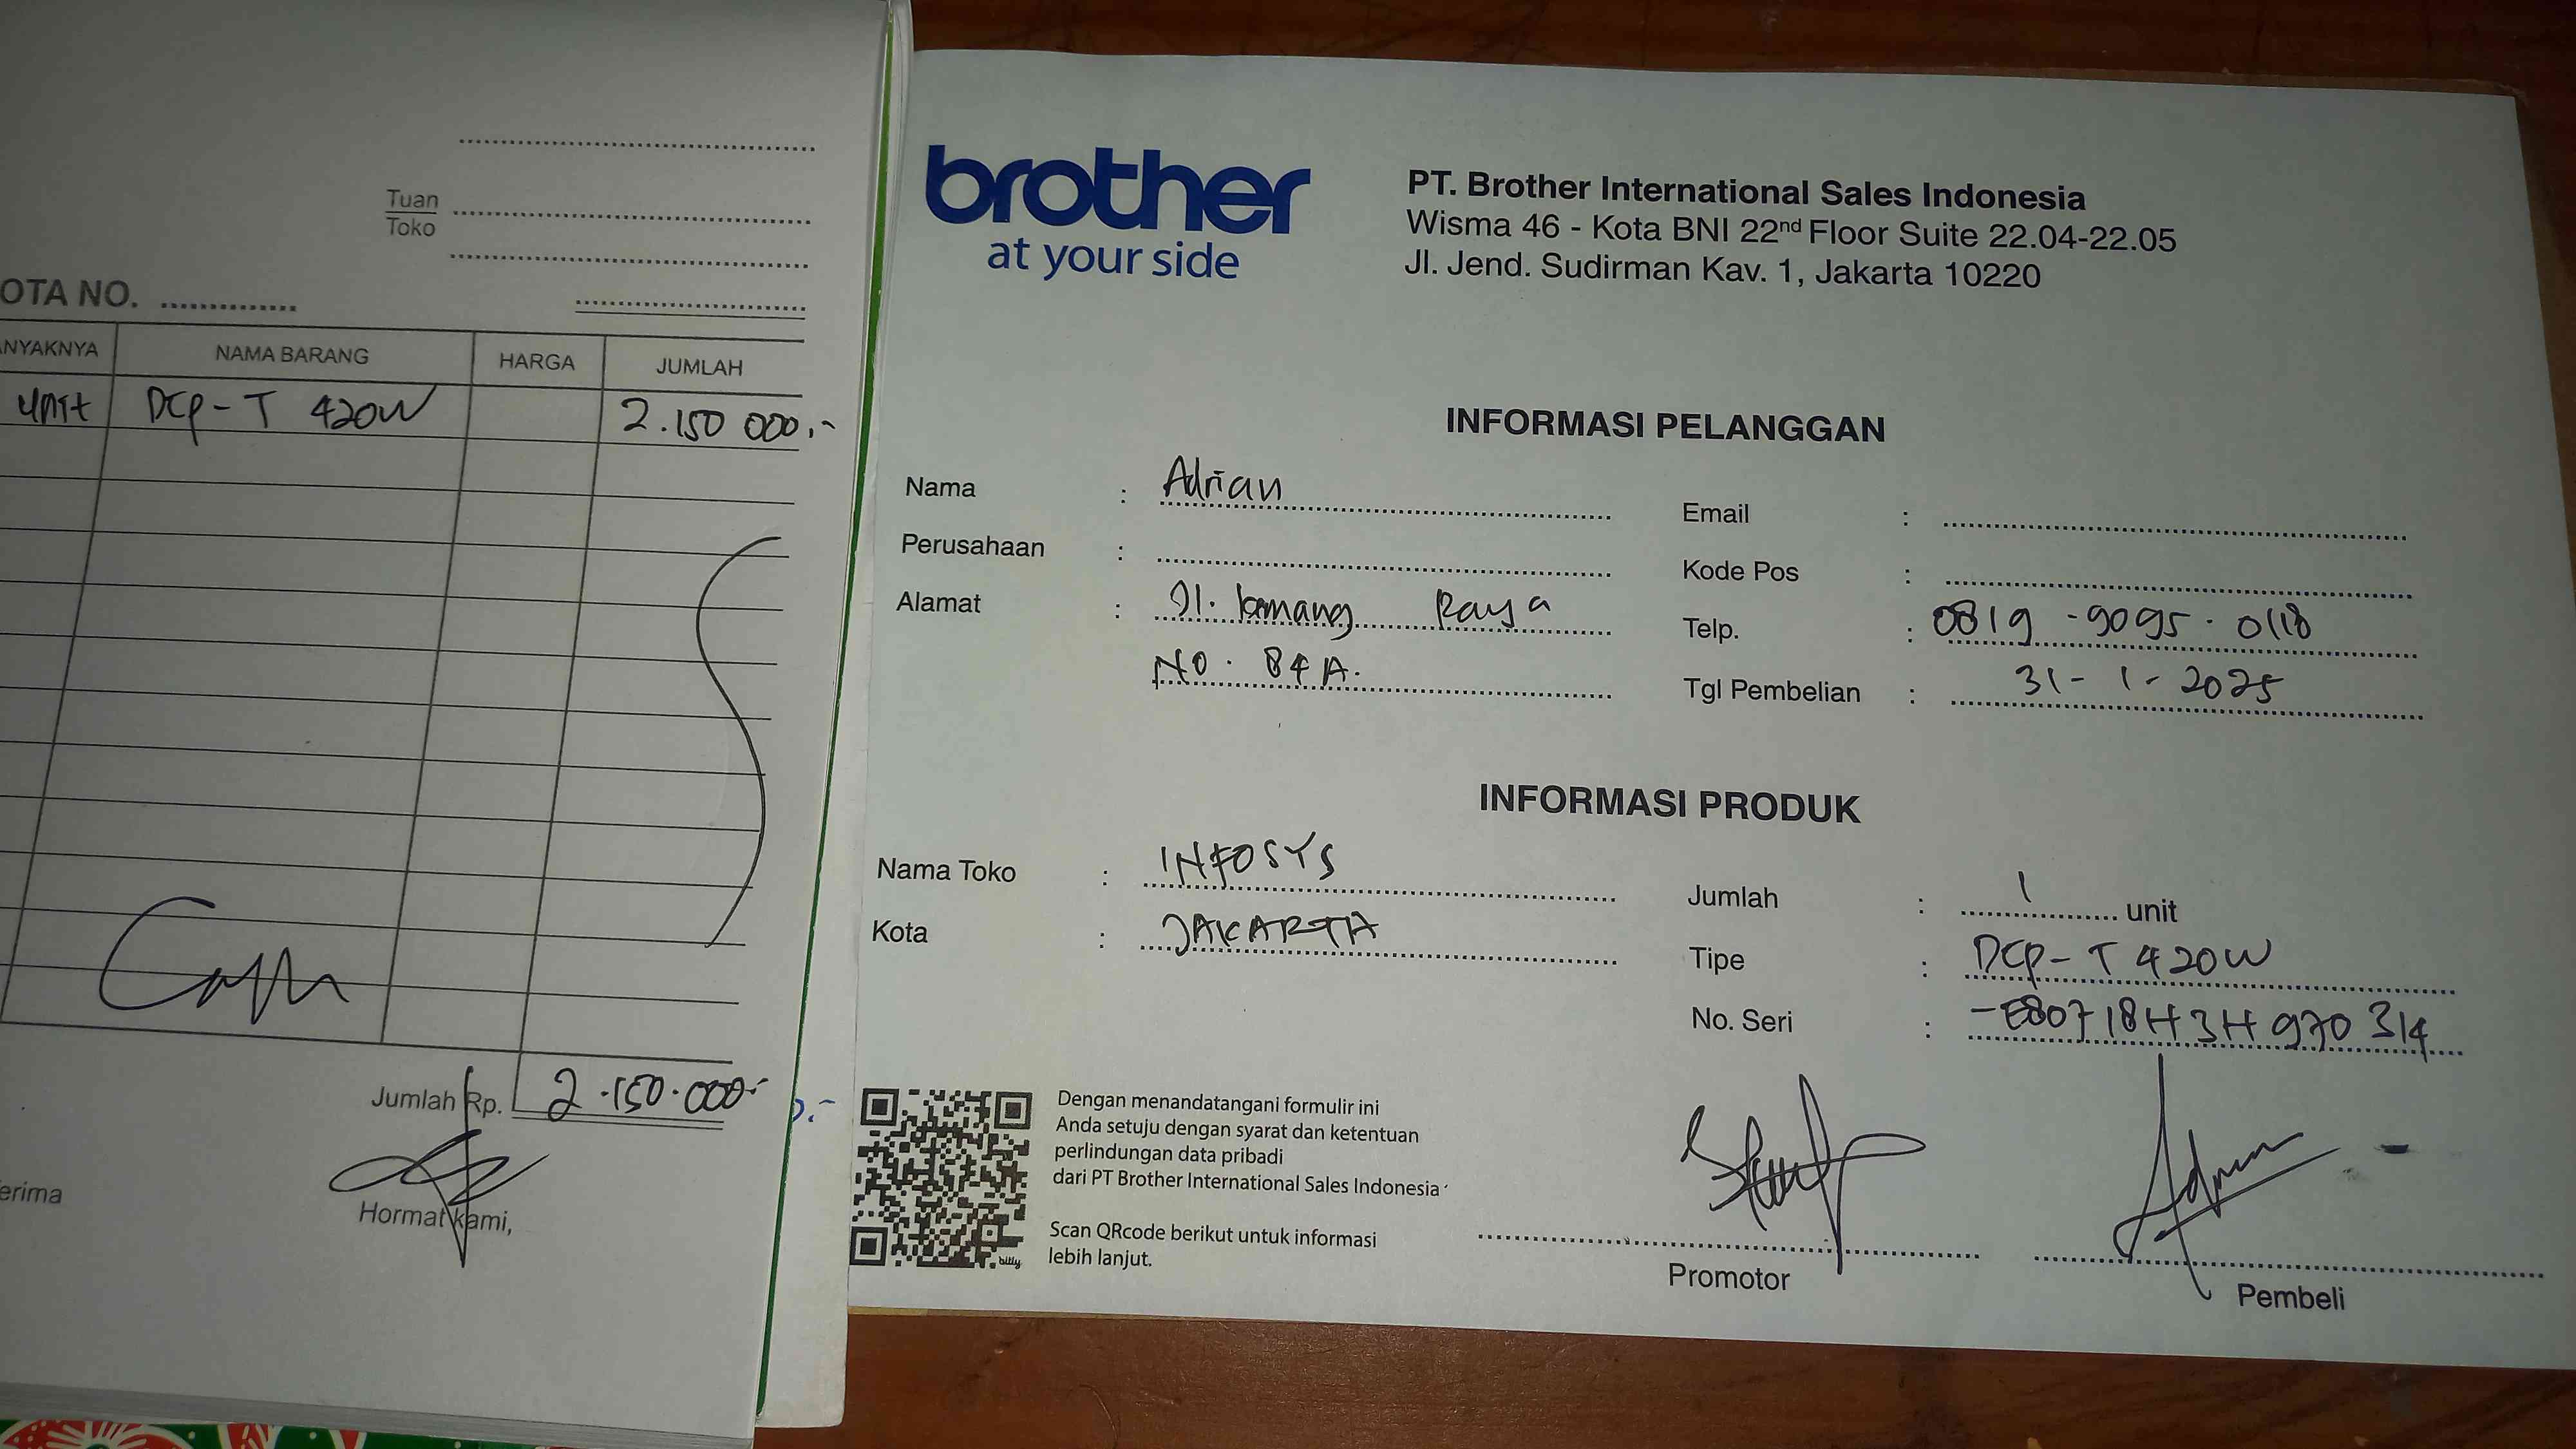 Tuan
Toko
OTA NO.
NYAKNYA NAMA BARANG HARGA JUMLAH
unit DCP-T 420W 2.150 000,-
Cash
Jumlah Rp. 2.150.000,-
erima
Hormat kami,
brother
at your side
PT. Brother International Sales Indonesia
Wisma 46 - Kota BNI 22nd Floor Suite 22.04-22.05
Jl. Jend. Sudirman Kav. 1, Jakarta 10220
INFORMASI PELANGGAN
Nama : Adrian
Perusahaan :
Alamat : Jl. kemang Raya
No. 84A.
Email :
Kode Pos :
Telp. : 0819-9095.0118
Tgl Pembelian : 31-1-2025
INFORMASI PRODUK
Nama Toko : INFOSYS
Kota : JAKARTA
Jumlah : 1 unit
Tipe : DCP-T 420W
No. Seri : -E80718H3H970314
Dengan menandatangani formulir ini
Anda setuju dengan syarat dan ketentuan
perlindungan data pribadi
dari PT Brother International Sales Indonesia
Scan QRcode berikut untuk informasi
lebih lanjut.
bitly
Promotor
Adrian
Pembeli